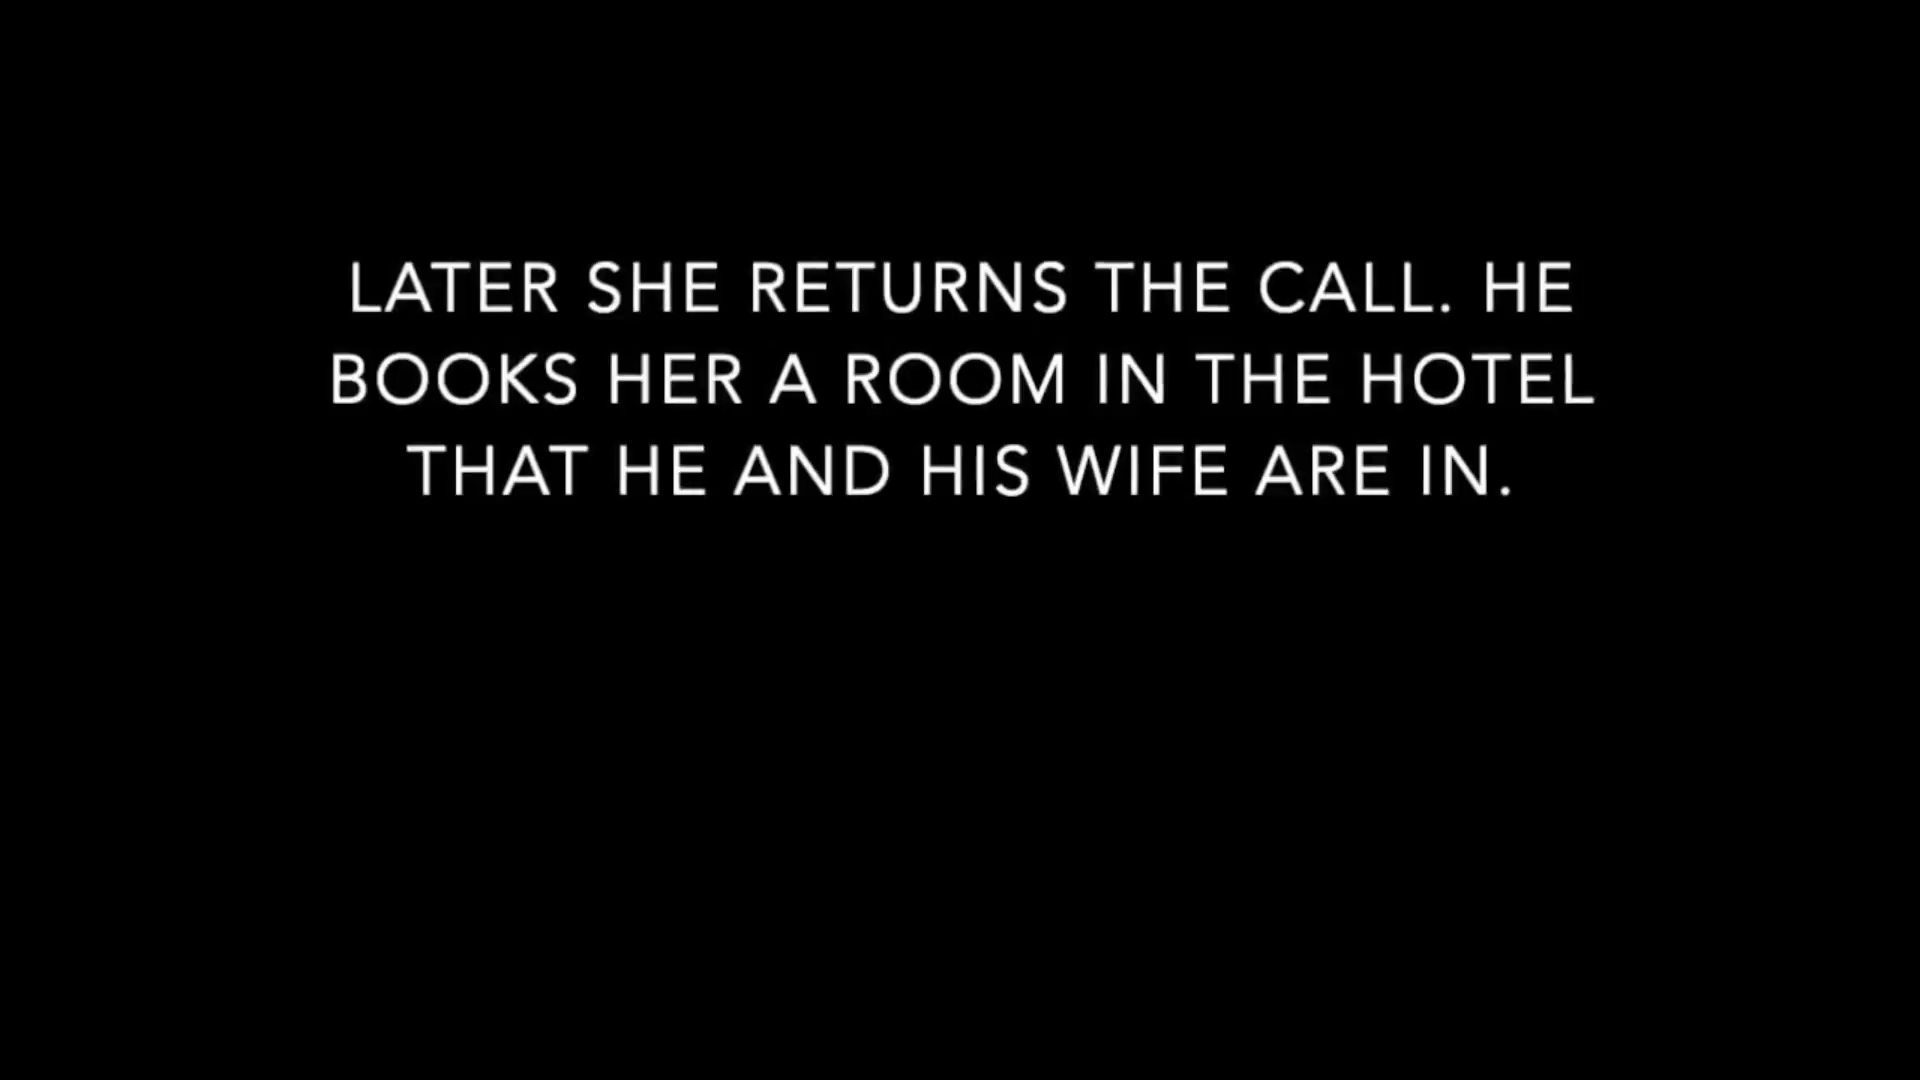 LATER SHE RETURNS THE CALL. HE
BOOKS HER A ROOM IN THE HOTEL
THAT HE AND HIS WIFE ARE IN.